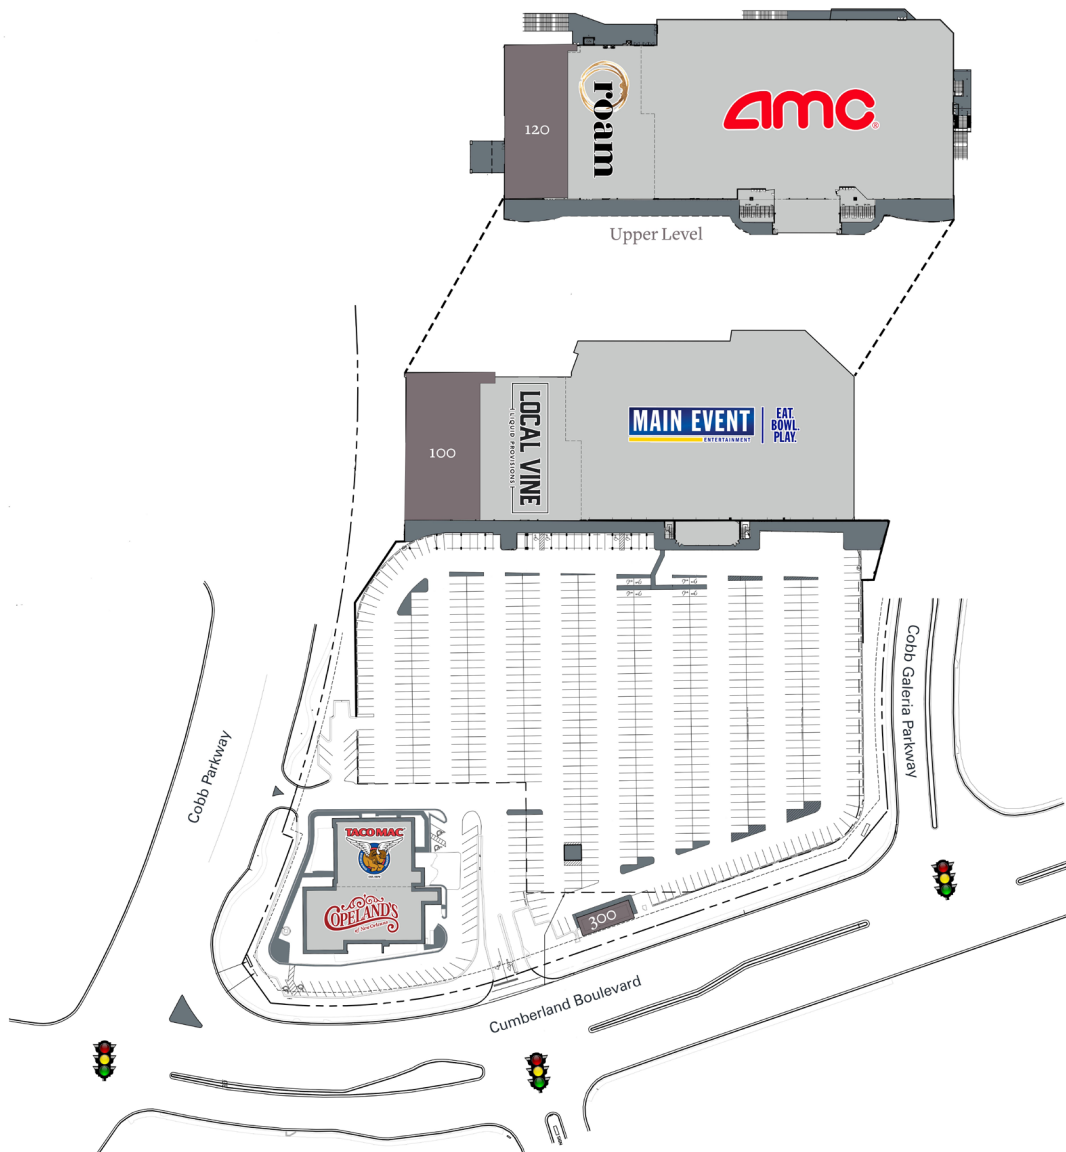 120
roam
amc
®
Upper Level
100
LOCAL VINE
LIQUID PROVISIONS
MAIN EVENT
ENTERTAINMENT
EAT.
BOWL.
PLAY.
Cobb Parkway
Cobb Galeria Parkway
TACO MAC
COPELAND'S
of New Orleans
300
Cumberland Boulevard